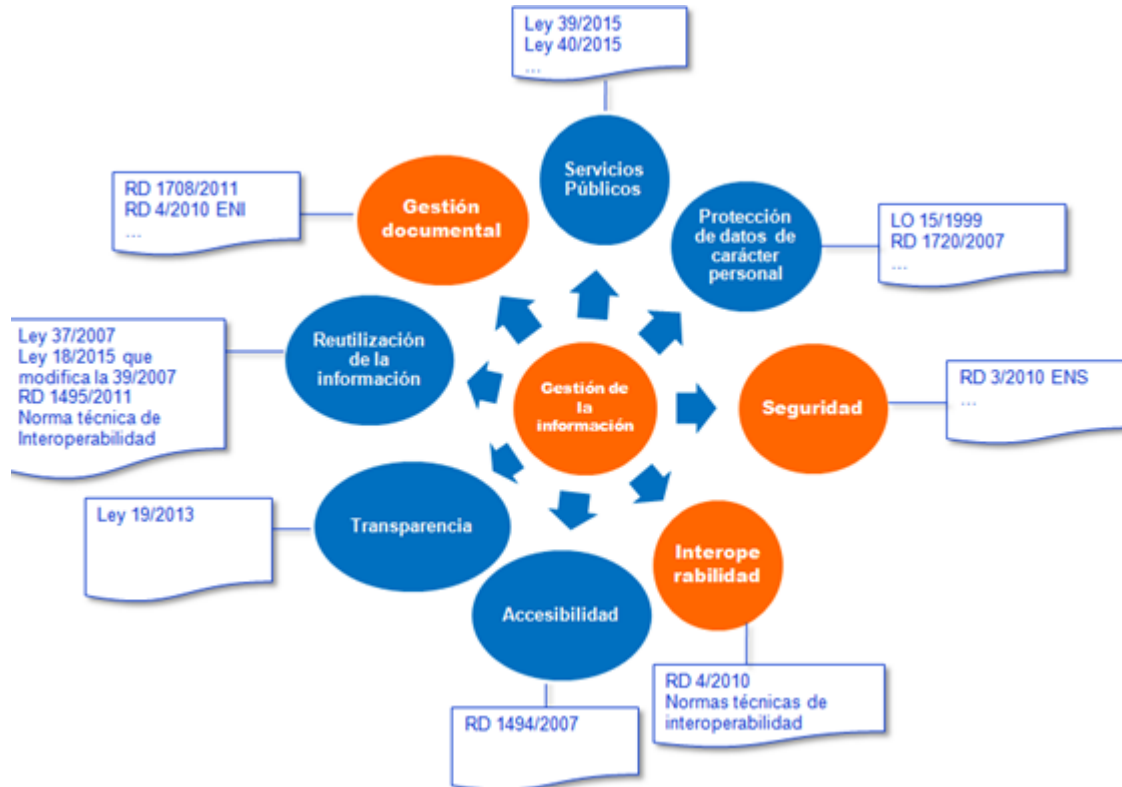 Ley 39/2015
Ley 40/2015
...
Servicios
Públicos
RD 1708/2011
RD 4/2010 ENI
...
Gestión
documental
Protección
de datos de
carácter
personal
LO 15/1999
RD 1720/2007
...
Ley 37/2007
Ley 18/2015 que
modifica la 39/2007
RD 1495/2011
Norma técnica de
Interoperabilidad
Reutilización
de la
información
Gestión de
la
información
Seguridad
RD 3/2010 ENS
...
Ley 19/2013
Transparencia
Accesibilidad
Interope
rabilidad
RD 1494/2007
RD 4/2010
Normas técnicas de
interoperabilidad